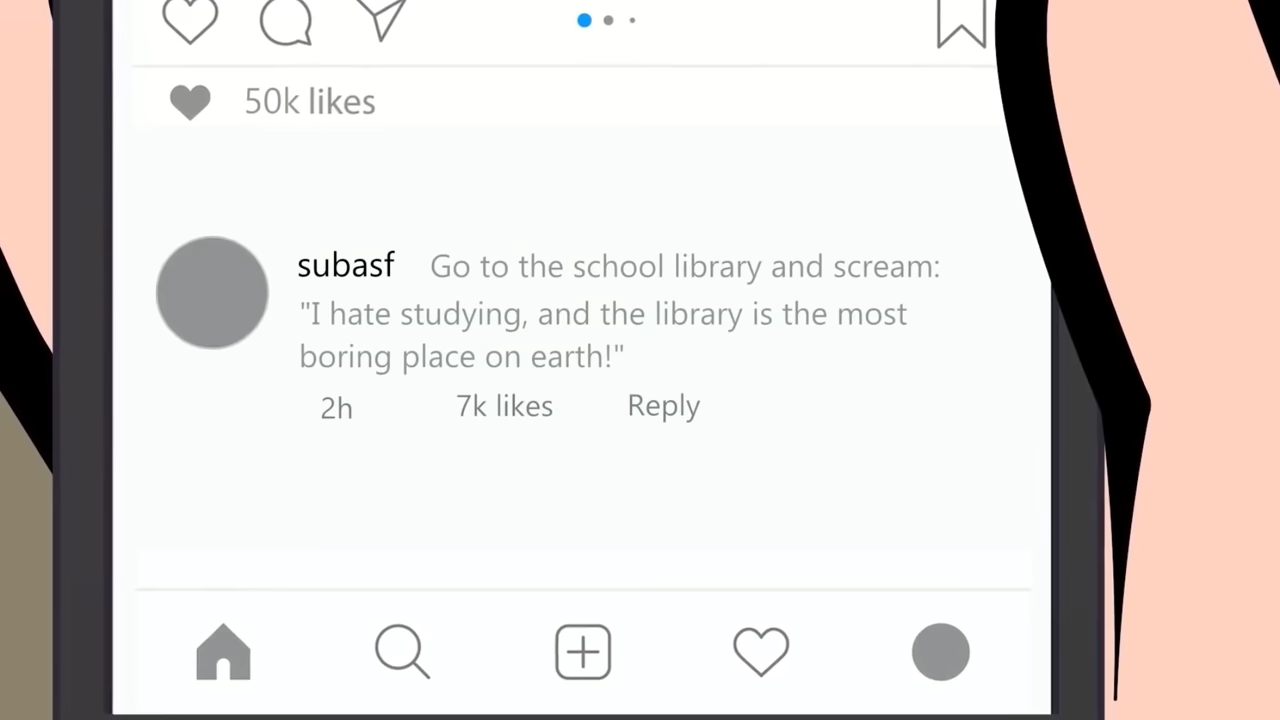 50k likes
subasf Go to the school library and scream:
"I hate studying, and the library is the most
boring place on earth!"
2h 7k likes Reply